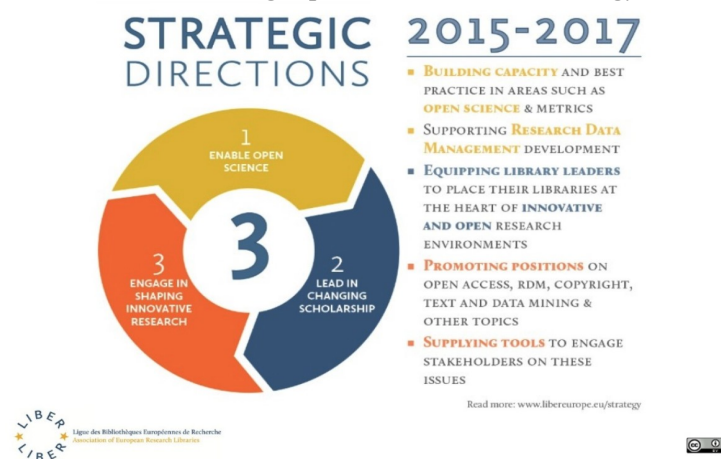 STRATEGIC
DIRECTIONS
1
ENABLE OPEN
SCIENCE
3
2
LEAD IN
CHANGING
SCHOLARSHIP
3
ENGAGE IN
SHAPING
INNOVATIVE
RESEARCH
2015-2017
BUILDING CAPACITY AND BEST
PRACTICE IN AREAS SUCH AS
OPEN SCIENCE & METRICS
SUPPORTING RESEARCH DATA
MANAGEMENT DEVELOPMENT
EQUIPPING LIBRARY LEADERS
TO PLACE THEIR LIBRARIES AT
THE HEART OF INNOVATIVE
AND OPEN RESEARCH
ENVIRONMENTS
PROMOTING POSITIONS ON
OPEN ACCESS, RDM, COPYRIGHT,
TEXT AND DATA MINING &
OTHER TOPICS
SUPPLYING TOOLS TO ENGAGE
STAKEHOLDERS ON THESE
ISSUES
Read more: www.libereurope.eu/strategy
LIBER
LIBER
Ligue des Bibliothèques Européennes de Recherche
Association of European Research Libraries